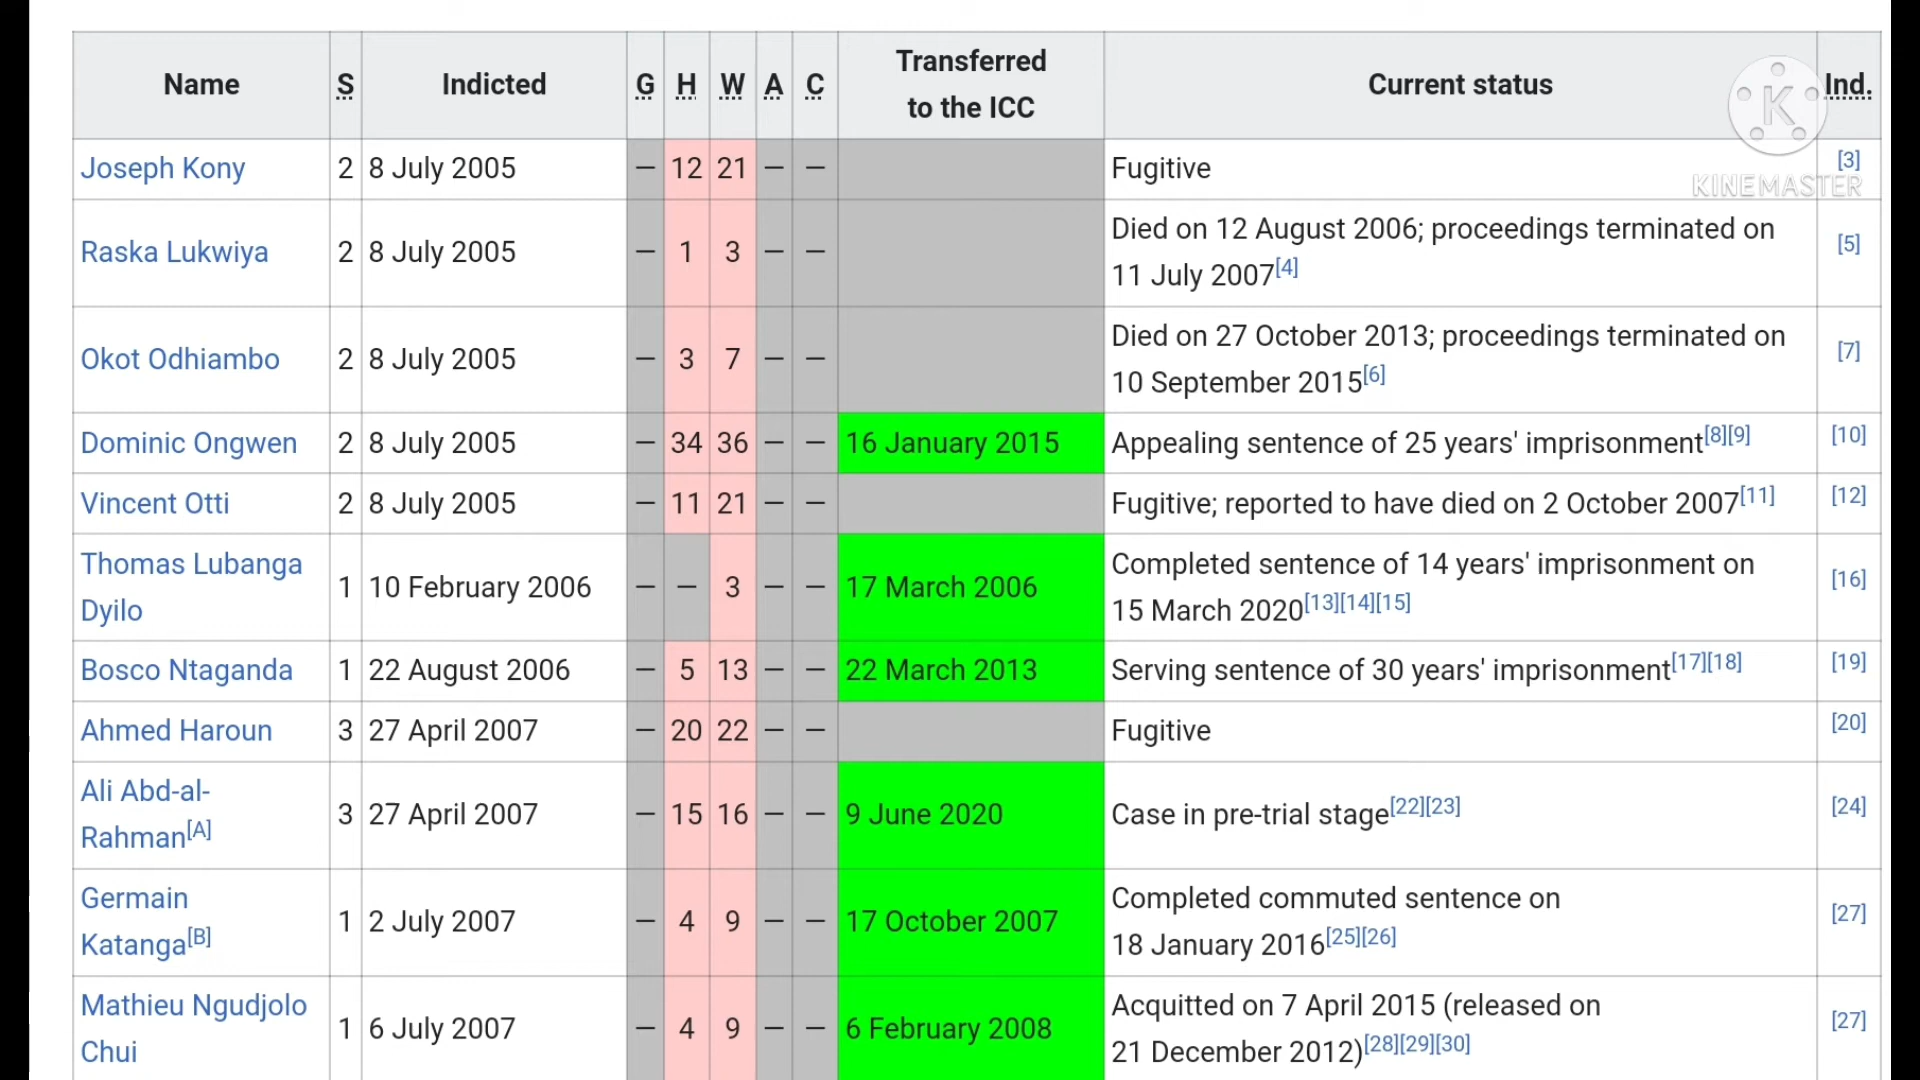 Name S Indicted G H W A C Transferred to the ICC Current status Ind.
K
KINEMASTER
Joseph Kony 2 8 July 2005 — 12 21 — — Fugitive [3]
Raska Lukwiya 2 8 July 2005 — 1 3 — — Died on 12 August 2006; proceedings terminated on
11 July 2007[4] [5]
Okot Odhiambo 2 8 July 2005 — 3 7 — — Died on 27 October 2013; proceedings terminated on
10 September 2015[6] [7]
Dominic Ongwen 2 8 July 2005 — 34 36 — — 16 January 2015 Appealing sentence of 25 years' imprisonment[8][9] [10]
Vincent Otti 2 8 July 2005 — 11 21 — — Fugitive; reported to have died on 2 October 2007[11] [12]
Thomas Lubanga
Dyilo 1 10 February 2006 — — 3 — — 17 March 2006 Completed sentence of 14 years' imprisonment on
15 March 2020[13][14][15] [16]
Bosco Ntaganda 1 22 August 2006 — 5 13 — — 22 March 2013 Serving sentence of 30 years' imprisonment[17][18] [19]
Ahmed Haroun 3 27 April 2007 — 20 22 — — Fugitive [20]
Ali Abd-al-
Rahman[A] 3 27 April 2007 — 15 16 — — 9 June 2020 Case in pre-trial stage[22][23] [24]
Germain
Katanga[B] 1 2 July 2007 — 4 9 — — 17 October 2007 Completed commuted sentence on
18 January 2016[25][26] [27]
Mathieu Ngudjolo
Chui 1 6 July 2007 — 4 9 — — 6 February 2008 Acquitted on 7 April 2015 (released on
21 December 2012)[28][29][30] [27]